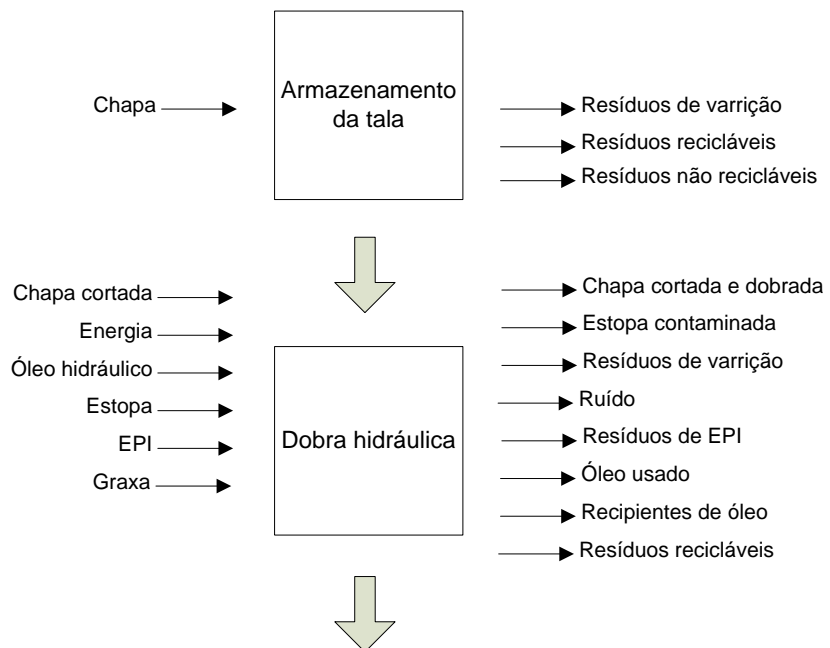 Chapa
Armazenamento
da tala
Resíduos de varrição
Resíduos recicláveis
Resíduos não recicláveis
Chapa cortada
Energia
Óleo hidráulico
Estopa
EPI
Graxa
Dobra hidráulica
Chapa cortada e dobrada
Estopa contaminada
Resíduos de varrição
Ruído
Resíduos de EPI
Óleo usado
Recipientes de óleo
Resíduos recicláveis